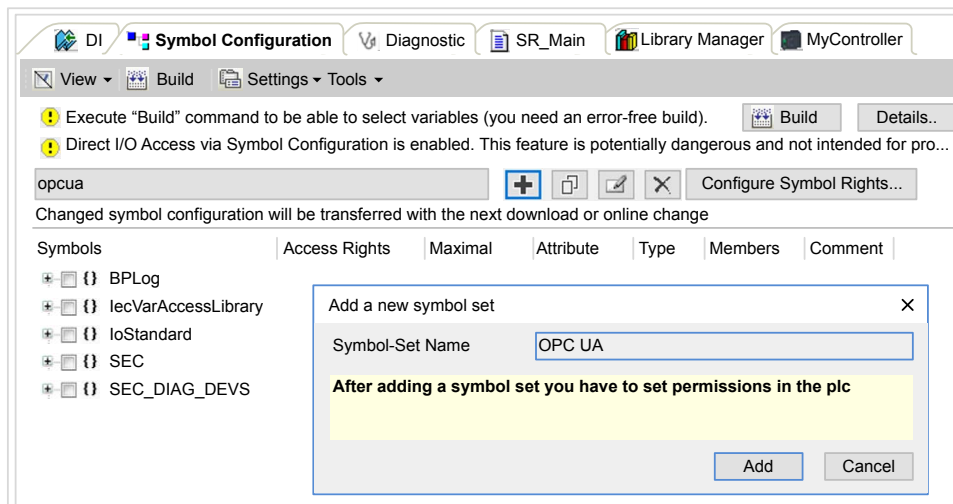 DI Symbol Configuration Diagnostic SR_Main Library Manager MyController
View Build Settings Tools
Execute “Build” command to be able to select variables (you need an error-free build). Build Details..
Direct I/O Access via Symbol Configuration is enabled. This feature is potentially dangerous and not intended for pro...
opcua Configure Symbol Rights...
Changed symbol configuration will be transferred with the next download or online change
Symbols Access Rights Maximal Attribute Type Members Comment
BPLog
IecVarAccessLibrary
IoStandard
SEC
SEC_DIAG_DEVS
Add a new symbol set
Symbol-Set Name OPC UA
After adding a symbol set you have to set permissions in the plc
Add Cancel